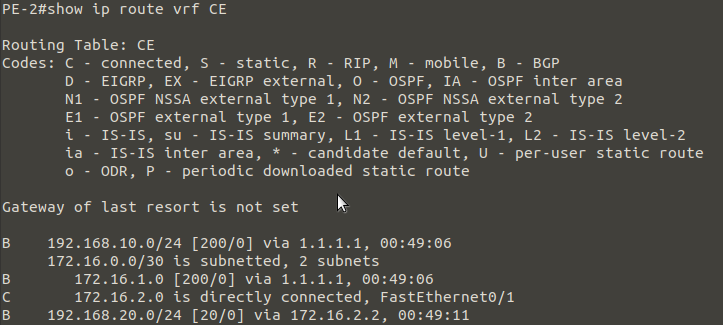 PE-2#show ip route vrf CE
Routing Table: CE
Codes: C - connected, S - static, R - RIP, M - mobile, B - BGP
D - EIGRP, EX - EIGRP external, O - OSPF, IA - OSPF inter area
N1 - OSPF NSSA external type 1, N2 - OSPF NSSA external type 2
E1 - OSPF external type 1, E2 - OSPF external type 2
i - IS-IS, su - IS-IS summary, L1 - IS-IS level-1, L2 - IS-IS level-2
ia - IS-IS inter area, * - candidate default, U - per-user static route
o - ODR, P - periodic downloaded static route
Gateway of last resort is not set
B    192.168.10.0/24 [200/0] via 1.1.1.1, 00:49:06
172.16.0.0/30 is subnetted, 2 subnets
B       172.16.1.0 [200/0] via 1.1.1.1, 00:49:06
C       172.16.2.0 is directly connected, FastEthernet0/1
B    192.168.20.0/24 [20/0] via 172.16.2.2, 00:49:11